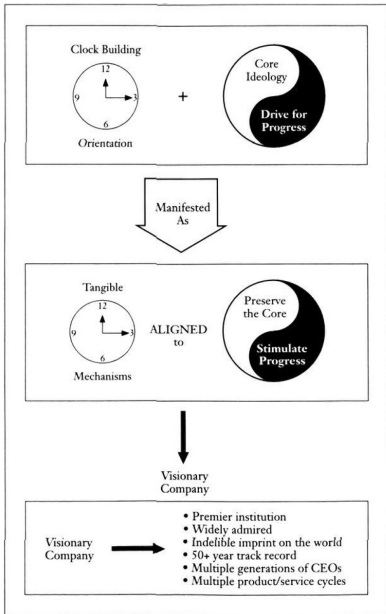 Clock Building
12
9
3
6
Orientation
+
Core
Ideology
Drive for
Progress
Manifested
As
Tangible
12
9
3
6
Mechanisms
ALIGNED
to
Preserve
the Core
Stimulate
Progress
Visionary
Company
Visionary
Company
• Premier institution
• Widely admired
• Indelible imprint on the world
• 50+ year track record
• Multiple generations of CEOs
• Multiple product/service cycles